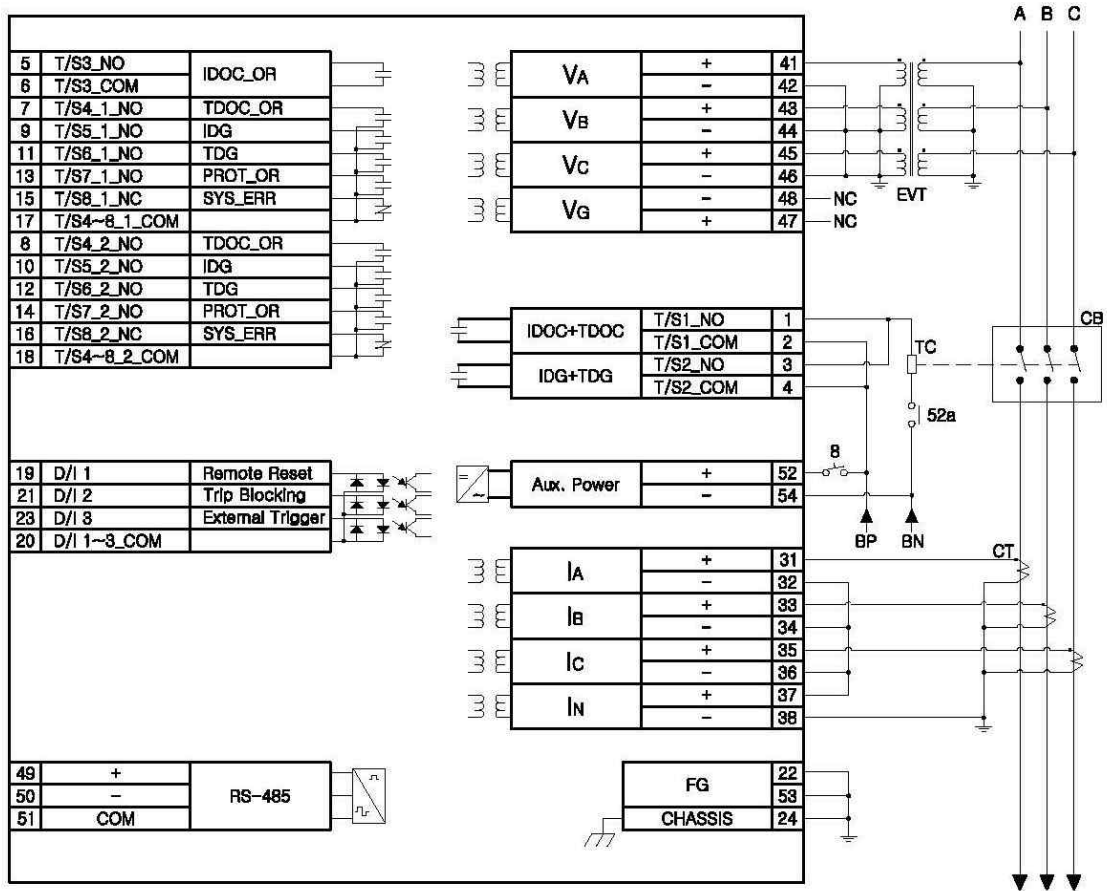 A B C
5 T/S3_NO IDOC_OR
6 T/S3_COM
7 T/S4_1_NO TDOC_OR
9 T/S5_1_NO IDG
11 T/S6_1_NO TDG
13 T/S7_1_NO PROT_OR
15 T/S8_1_NC SYS_ERR
17 T/S4~8_1_COM
8 T/S4_2_NO TDOC_OR
10 T/S5_2_NO IDG
12 T/S6_2_NO TDG
14 T/S7_2_NO PROT_OR
16 T/S8_2_NC SYS_ERR
18 T/S4~8_2_COM
VA + 41
- 42
VB + 43
- 44
VC + 45
- 46
VG - 48 NC
+ 47 NC
EVT
IDOC+TDOC T/S1_NO 1
T/S1_COM 2
IDG+TDG T/S2_NO 3
T/S2_COM 4
TC
CB
52a
19 D/I 1 Remote Reset
21 D/I 2 Trip Blocking
23 D/I 3 External Trigger
20 D/I 1~3_COM
Aux. Power + 52
- 54
8
BP BN
CT
IA + 31
- 32
IB + 33
- 34
IC + 35
- 36
IN + 37
- 38
49 + RS-485
50 -
51 COM
FG 22
53
CHASSIS 24